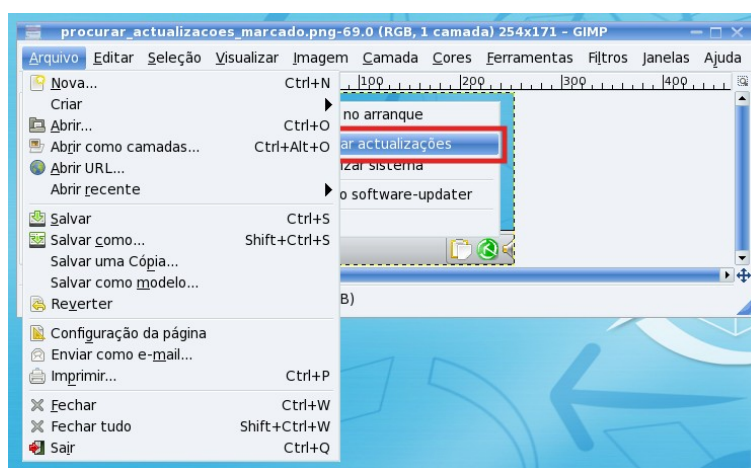 procurar_actualizacoes_marcado.png-69.0 (RGB, 1 camada) 254x171 – GIMP
Arquivo Editar Seleção Visualizar Imagem Camada Cores Ferramentas Filtros Janelas Ajuda
Nova... Ctrl+N
100 200 300 400
Criar
no arranque
Abrir... Ctrl+O
Abrir como camadas... Ctrl+Alt+O
ar actualizações
Abrir URL...
izar sistema
Abrir recente
o software-updater
Salvar Ctrl+S
Salvar como... Shift+Ctrl+S
Salvar uma Cópia...
Salvar como modelo...
Reverter
B)
Configuração da página
Enviar como e-mail...
Imprimir... Ctrl+P
Fechar Ctrl+W
Fechar tudo Shift+Ctrl+W
Sair Ctrl+Q